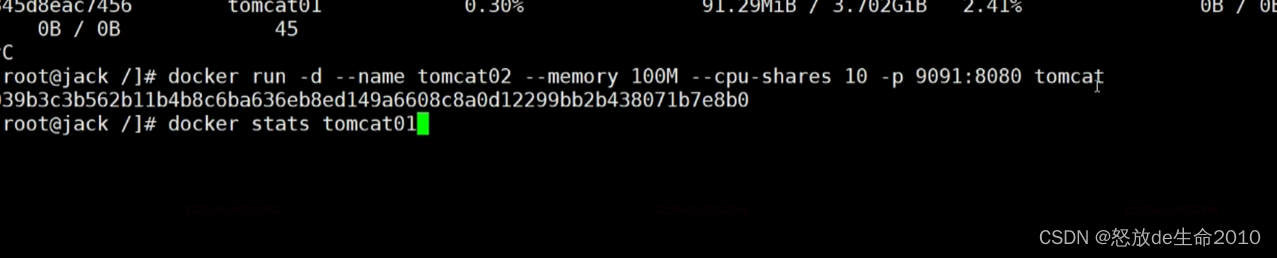 345d8eac7456 tomcat01 0.30% 91.29MiB / 3.702GiB 2.41% 0B / 0B
0B / 0B 45
C
root@jack /]# docker run -d --name tomcat02 --memory 100M --cpu-shares 10 -p 9091:8080 tomcat
039b3c3b562b11b4b8c6ba636eb8ed149a6608c8a0d12299bb2b438071b7e8b0
root@jack /]# docker stats tomcat01
CSDN @怒放de生命2010